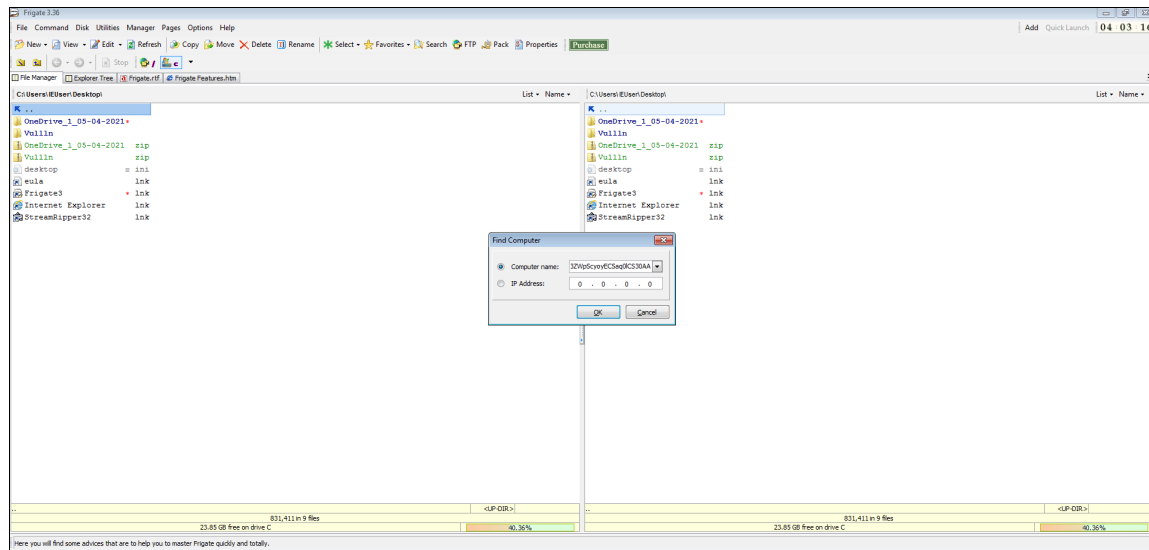 Frigate 3.36
File Command Disk Utilities Manager Pages Options Help Add Quick Launch 04 03 16
New View Edit Refresh Copy Move Delete Rename Select Favorites Search FTP Pack Properties Purchase
Stop / c
File Manager Explorer Tree Frigate.rtf Frigate Features.htm
C:\Users\IEUser\Desktop\ List Name C:\Users\IEUser\Desktop\ List Name
.. ..
OneDrive_1_05-04-2021* OneDrive_1_05-04-2021*
Vullln Vullln
OneDrive_1_05-04-2021 zip OneDrive_1_05-04-2021 zip
Vullln zip Vullln zip
desktop = ini desktop = ini
eula lnk eula lnk
Frigate3 * lnk Frigate3 * lnk
Internet Explorer lnk Internet Explorer lnk
StreamRipper32 lnk StreamRipper32 lnk
Find Computer
Computer name:
IP Address: 0 . 0 . 0 . 0
OK Cancel
.. <UP-DIR> .. <UP-DIR>
831,411 in 9 files 831,411 in 9 files
23.85 GB free on drive C 40.36% 23.85 GB free on drive C 40.36%
Here you will find some advices that are to help you to master Frigate quickly and totally.